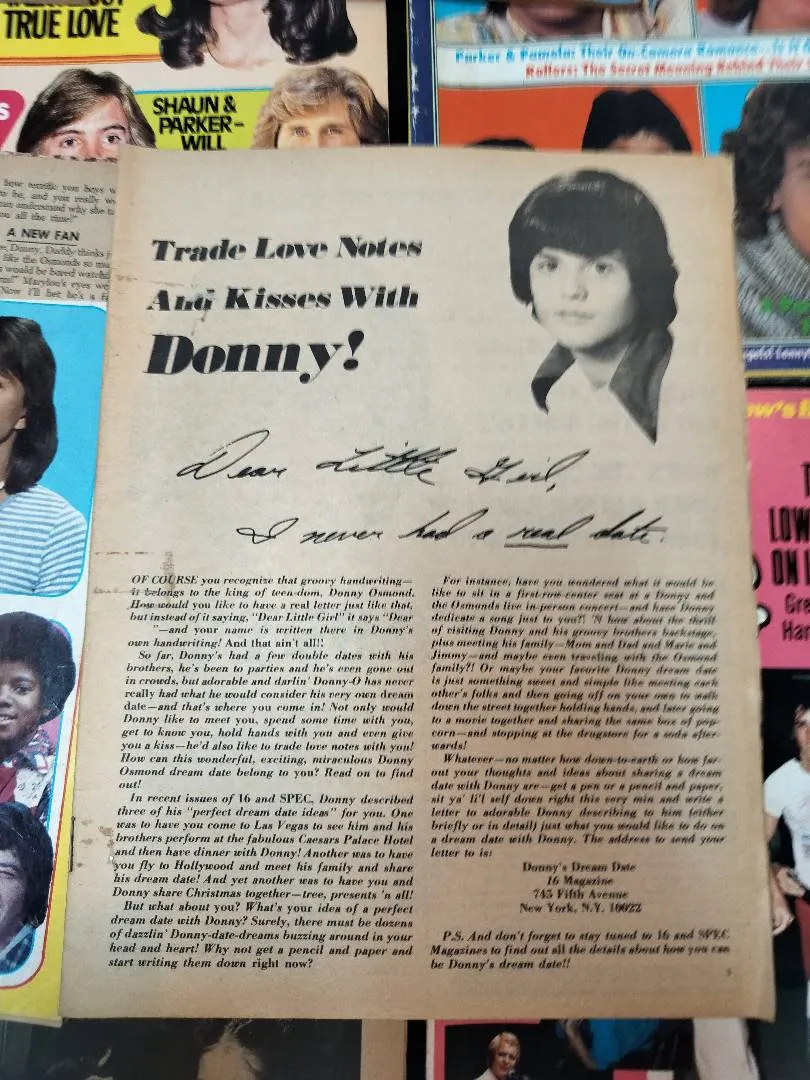 TRUE LOVE
SHAUN &
PARKER-
WILL
Parker & Pamela: Their On-Camera Romance—Is It
Rollers: The Secret Meaning Behind Their
A NEW FAN
Trade Love Notes
And Kisses With
Donny!
Dear Little Girl,
I never had a real date.
OF COURSE you recognize that groovy handwriting—
it belongs to the king of teen-dom, Donny Osmond.
How would you like to have a real letter just like that,
but instead of it saying, "Dear Little Girl" it says "Dear
"—and your name is written there in Donny's
own handwriting! And that ain't all!!
So far, Donny's had a few double dates with his
brothers, he's been to parties and he's even gone out
in crowds, but adorable and darlin' Donny-O has never
really had what he would consider his very own dream
date—and that's where you come in! Not only would
Donny like to meet you, spend some time with you,
get to know you, hold hands with you and even give
you a kiss—he'd also like to trade love notes with you!
How can this wonderful, exciting, miraculous Donny
Osmond dream date belong to you? Read on to find
out!
In recent issues of 16 and SPEC, Donny described
three of his "perfect dream date ideas" for you. One
was to have you come to Las Vegas to see him and his
brothers perform at the fabulous Caesars Palace Hotel
and then have dinner with Donny! Another was to have
you fly to Hollywood and meet his family and share
his dream date! And yet another was to have you and
Donny share Christmas together—tree, presents 'n all!
But what about you? What's your idea of a perfect
dream date with Donny? Surely, there must be dozens
of dazzlin' Donny-date-dreams buzzing around in your
head and heart! Why not get a pencil and paper and
start writing them down right now?
For instance, have you wondered what it would be
like to sit in a first-row-center seat at a Donny and
the Osmonds live in-person concert—and have Donny
dedicate a song just to you?! 'N how about the thrill
of visiting Donny and his groovy brothers backstage,
plus meeting his family—Mom and Dad and Marie and
Jimmy—and maybe even traveling with the Osmond
family?! Or maybe your favorite Donny dream date
is just something sweet and simple like meeting each
other's folks and then going off on your own to walk
down the street together holding hands, and later going
to a movie together and sharing the same box of pop-
corn—and stopping at the drugstore for a soda after-
wards!
Whatever—no matter how down-to-earth or how far-
out your thoughts and ideas about sharing a dream
date with Donny are—get a pen or a pencil and paper,
sit ya' li'l self down right this very min and write a
letter to adorable Donny describing to him (either
briefly or in detail) just what you would like to do on
a dream date with Donny. The address to send your
letter to is:
Donny's Dream Date
16 Magazine
745 Fifth Avenue
New York, N.Y. 10022
P.S. And don't forget to stay tuned to 16 and SPEC
Magazines to find out all the details about how you can
be Donny's dream date!!
LOW
ON